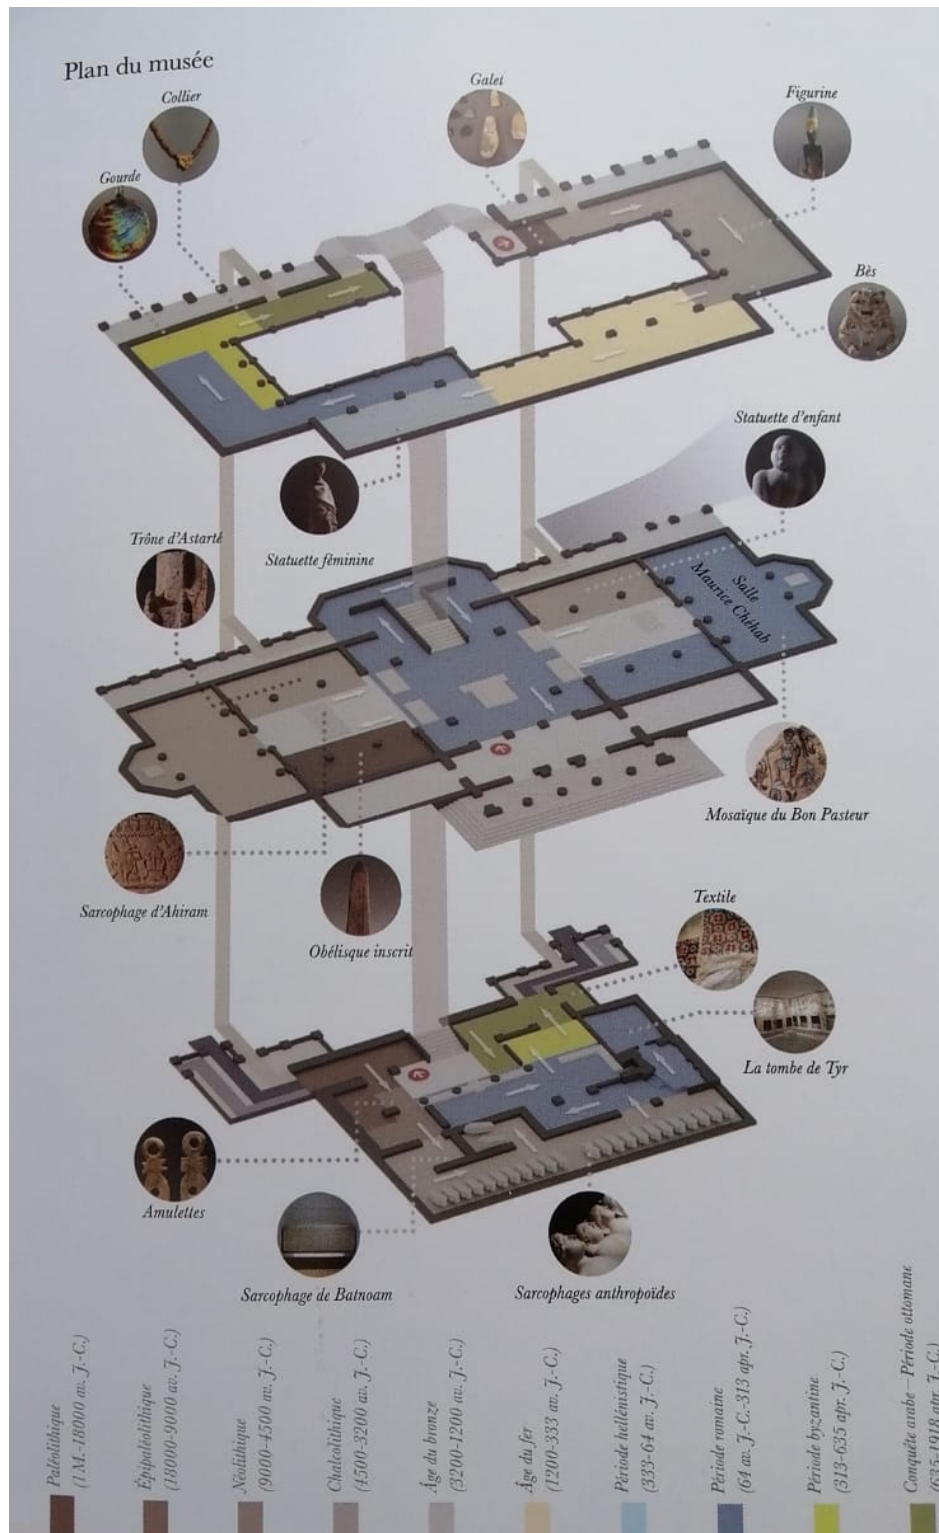 Plan du musée
Collier
Galet
Figurine
Gourde
Bès
Statuette d'enfant
Trône d'Astarté
Statuette féminine
Salle
Maurice Chéhab
Mosaïque du Bon Pasteur
Sarcophage d'Ahiram
Obélisque inscrit
Textile
La tombe de Tyr
Amulettes
Sarcophage de Batnoam
Sarcophages anthropoïdes
Paléolithique
(1 M.-18000 av. J.-C.)
Épipaléolithique
(18000-9000 av. J.-C.)
Néolithique
(9000-4500 av. J.-C.)
Chalcolithique
(4500-3200 av. J.-C.)
Âge du bronze
(3200-1200 av. J.-C.)
Âge du fer
(1200-333 av. J.-C.)
Période hellénistique
(333-64 av. J.-C.)
Période romaine
(64 av. J.-C.-313 apr. J.-C.)
Période byzantine
(313-635 apr. J.-C.)
Conquête arabe – Période ottomane
(635-1918 apr. J.-C.)